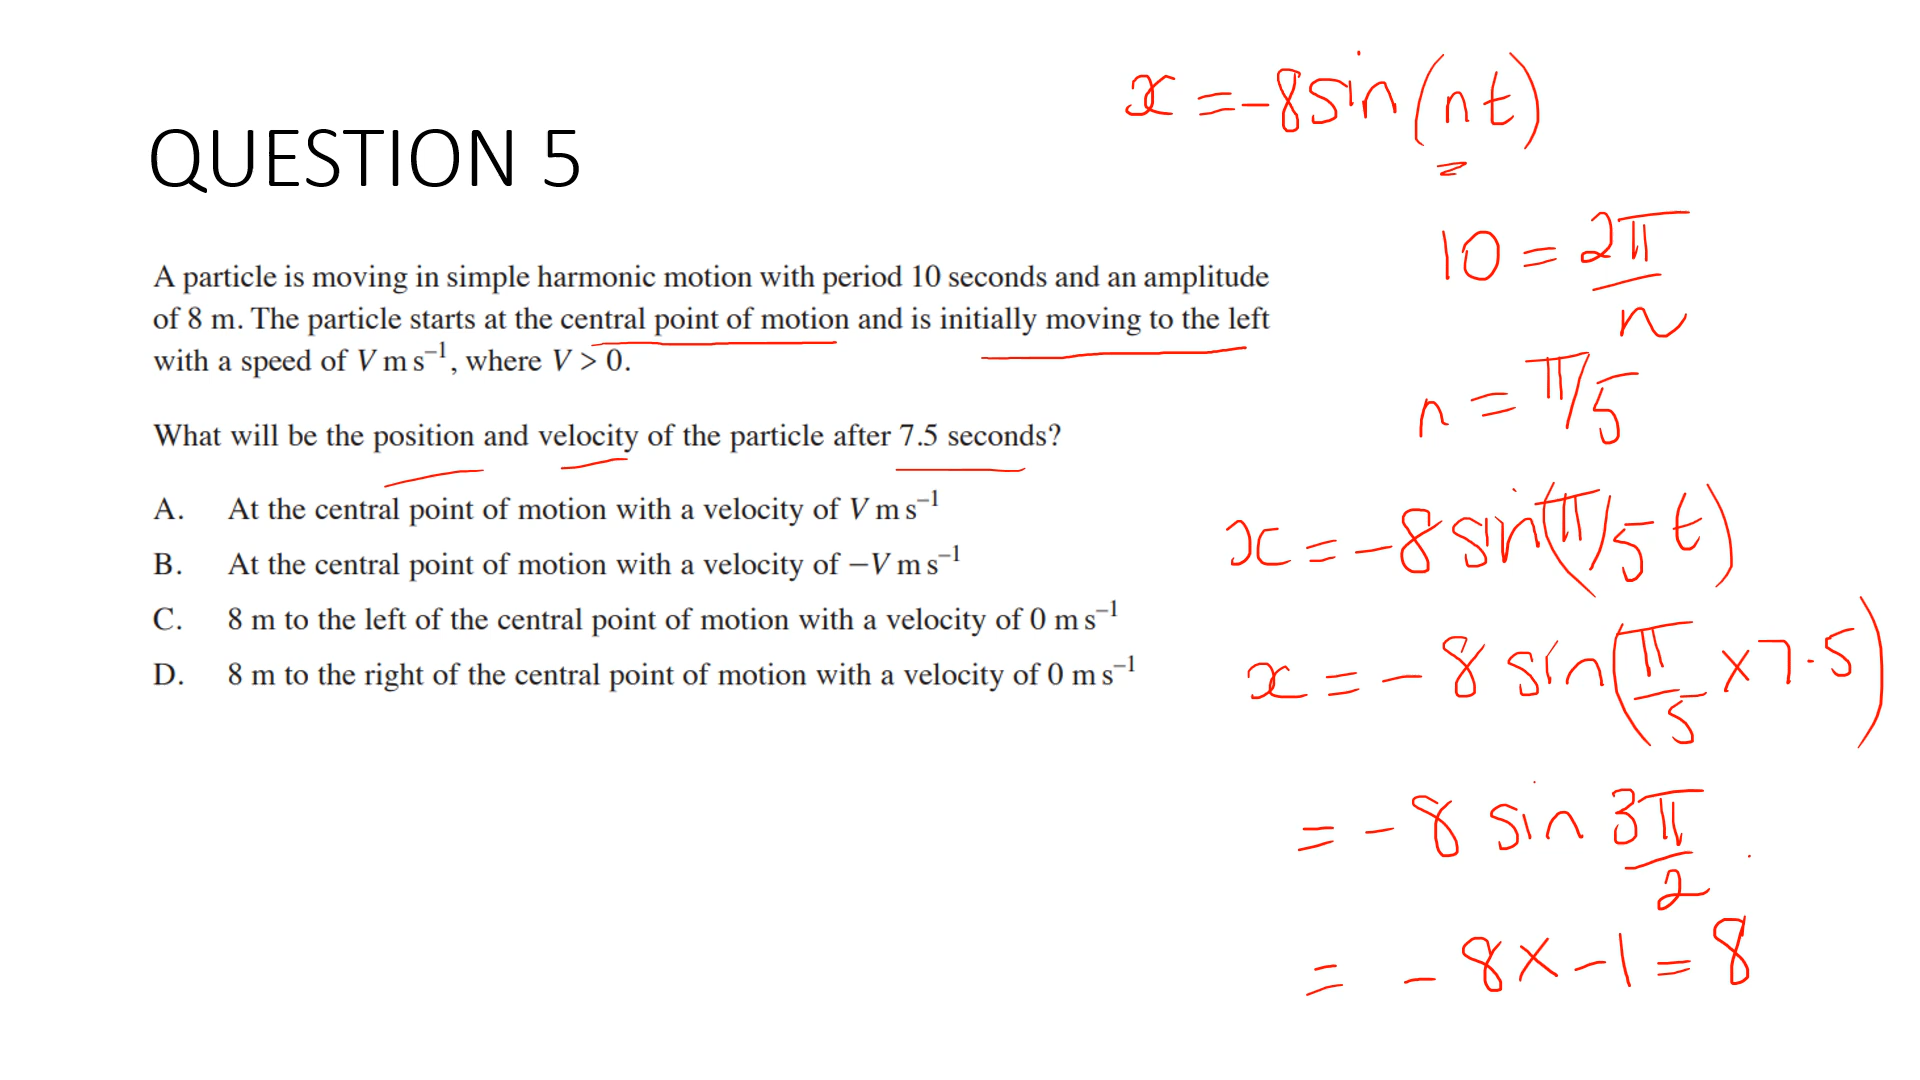 QUESTION 5
A particle is moving in simple harmonic motion with period 10 seconds and an amplitude
of 8 m. The particle starts at the central point of motion and is initially moving to the left
with a speed of V m s⁻¹, where V > 0.
What will be the position and velocity of the particle after 7.5 seconds?
A. At the central point of motion with a velocity of V m s⁻¹
B. At the central point of motion with a velocity of −V m s⁻¹
C. 8 m to the left of the central point of motion with a velocity of 0 m s⁻¹
D. 8 m to the right of the central point of motion with a velocity of 0 m s⁻¹
x = -8sin(nt)
10 = 2π/n
n = π/5
x = -8 sin(π/5 t)
x = - 8 sin(π/5 × 7.5)
= - 8 sin 3π/2
= - 8 × -1 = 8